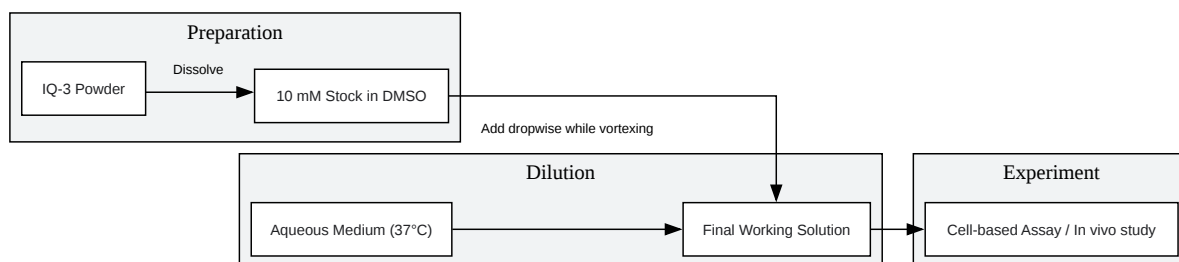 Preparation
Dissolve
IQ-3 Powder
10 mM Stock in DMSO
Add dropwise while vortexing
Dilution
Experiment
Aqueous Medium (37°C)
Final Working Solution
Cell-based Assay / In vivo study